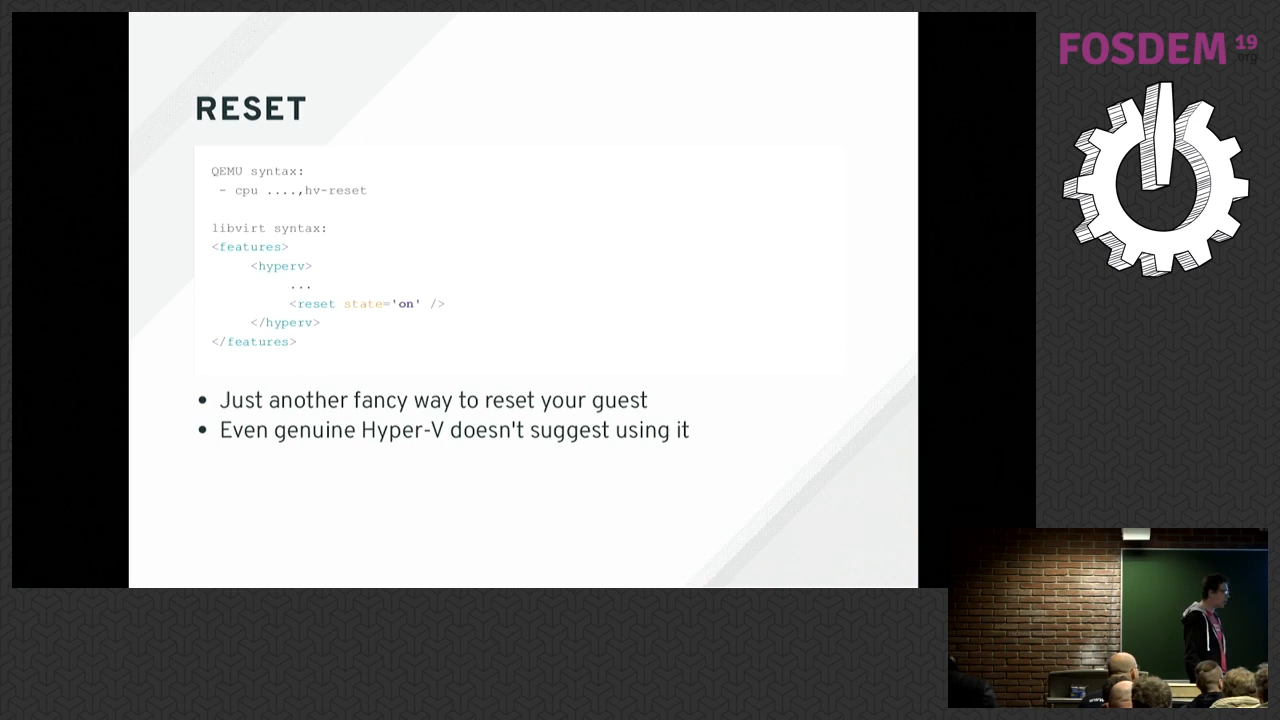 RESET
QEMU syntax:
- cpu ....,hv-reset
libvirt syntax:
<features>
<hyperv>
...
<reset state='on' />
</hyperv>
</features>
• Just another fancy way to reset your guest
• Even genuine Hyper-V doesn't suggest using it
FOSDEM 19
.org